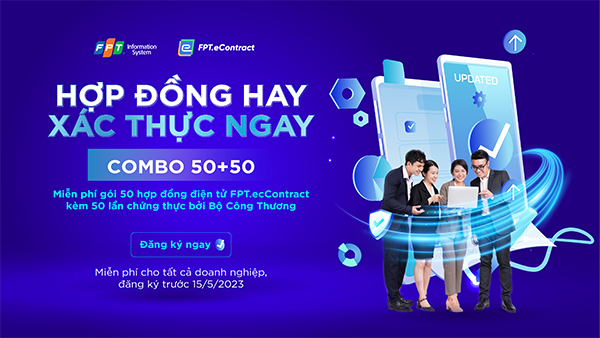 FPT Information System
FPT.eContract
HỢP ĐỒNG HAY
XÁC THỰC NGAY
COMBO 50+50
Miễn phí gói 50 hợp đồng điện tử FPT.ecContract
kèm 50 lần chứng thực bởi Bộ Công Thương
Đăng ký ngay
Miễn phí cho tất cả doanh nghiệp,
đăng ký trước 15/5/2023
UPDATED